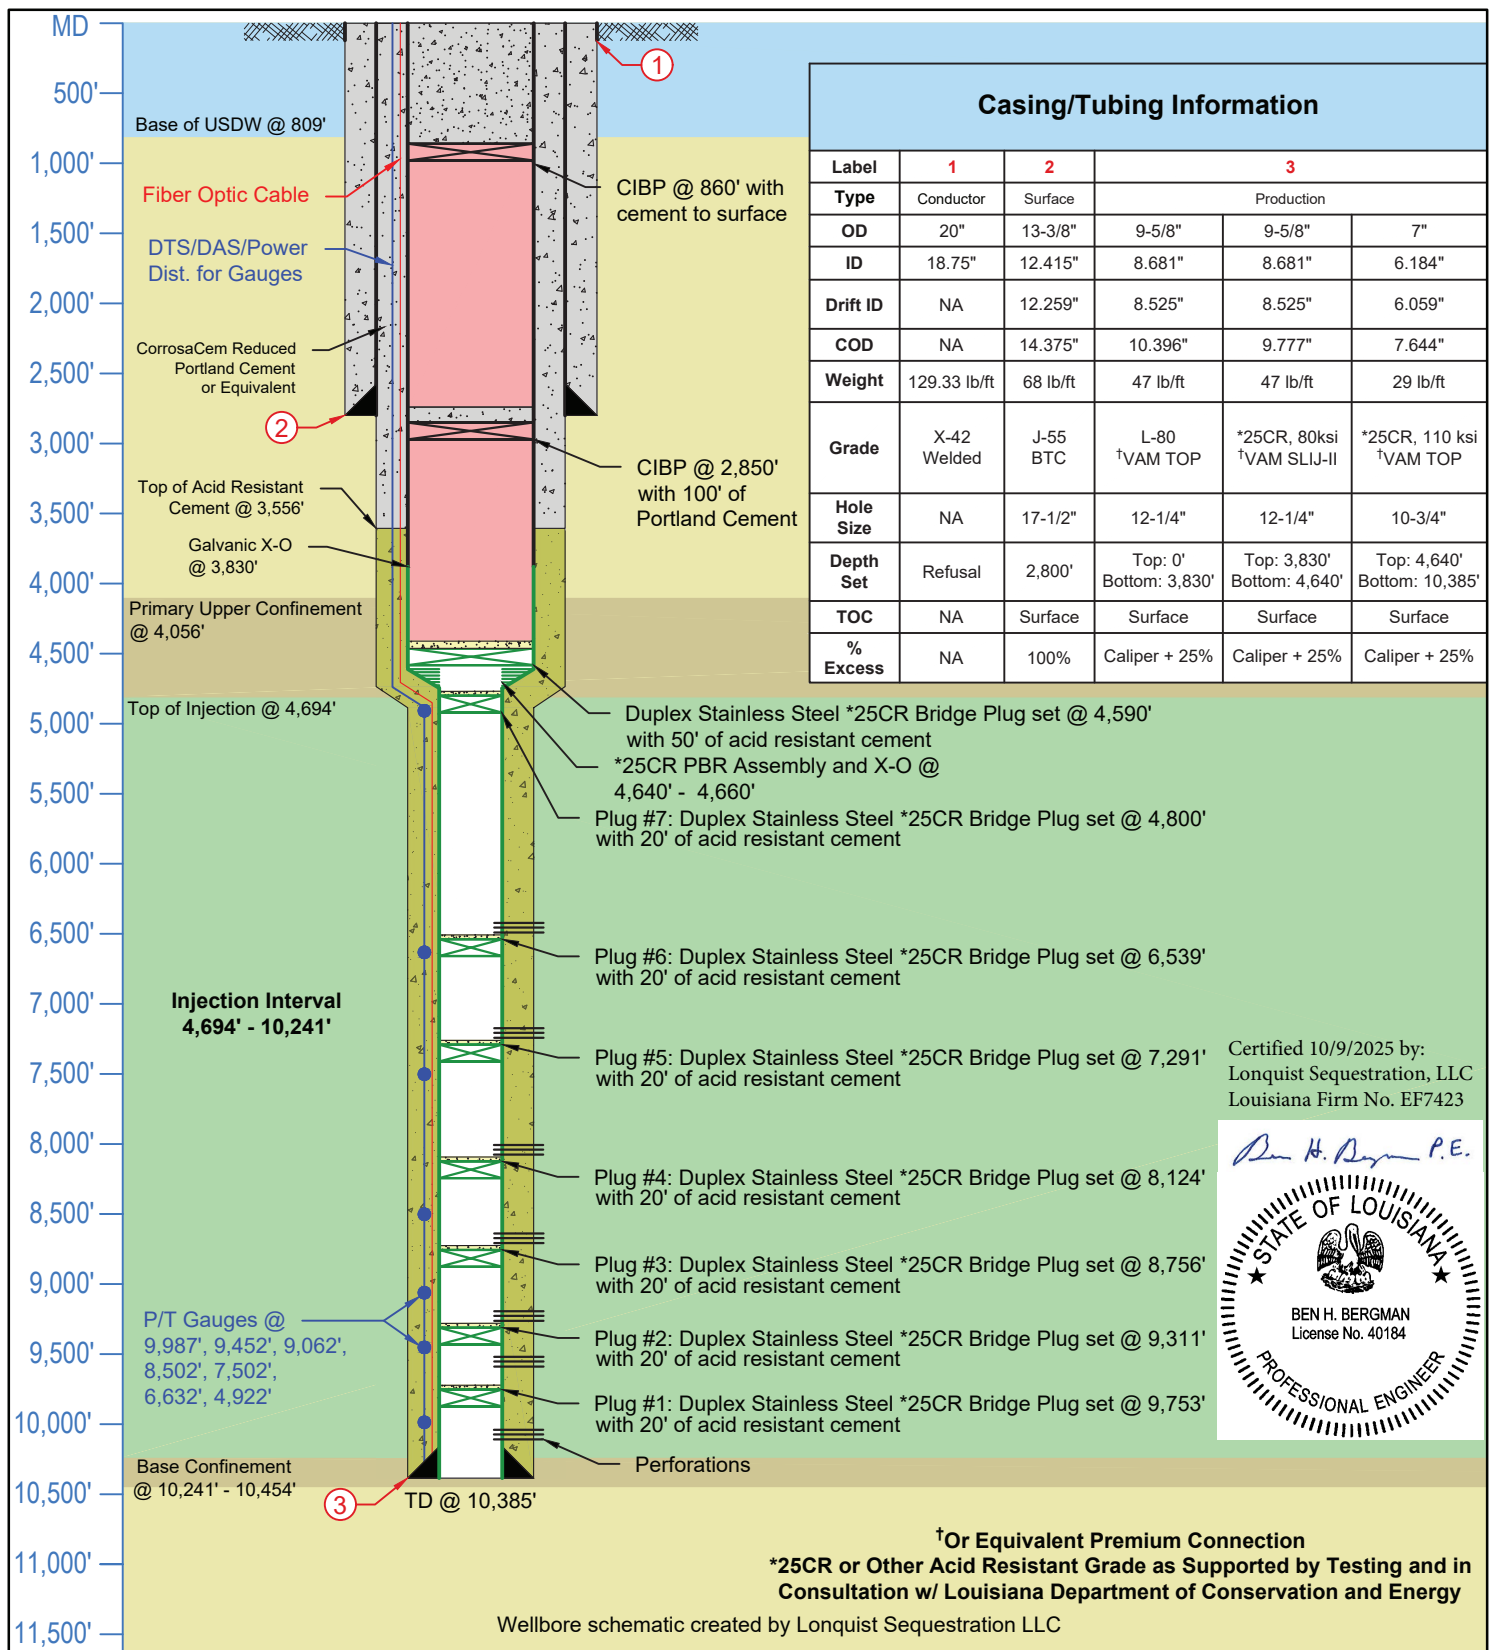 MD
500'
1,000'
1,500'
2,000'
2,500'
3,000'
3,500'
4,000'
4,500'
5,000'
5,500'
6,000'
6,500'
7,000'
7,500'
8,000'
8,500'
9,000'
9,500'
10,000'
10,500'
11,000'
11,500'
Base of USDW @ 809'
Fiber Optic Cable
DTS/DAS/Power
Dist. for Gauges
CorrosaCem Reduced
Portland Cement
or Equivalent
2
Top of Acid Resistant
Cement @ 3,556'
Galvanic X-O
@ 3,830'
Primary Upper Confinement
@ 4,056'
Top of Injection @ 4,694'
Injection Interval
4,694' - 10,241'
P/T Gauges @
9,987', 9,452', 9,062',
8,502', 7,502',
6,632', 4,922'
Base Confinement
@ 10,241' - 10,454'
3
TD @ 10,385'
1
CIBP @ 860' with
cement to surface
CIBP @ 2,850'
with 100' of
Portland Cement
Duplex Stainless Steel *25CR Bridge Plug set @ 4,590'
with 50' of acid resistant cement
*25CR PBR Assembly and X-O @
4,640' - 4,660'
Plug #7: Duplex Stainless Steel *25CR Bridge Plug set @ 4,800'
with 20' of acid resistant cement
Plug #6: Duplex Stainless Steel *25CR Bridge Plug set @ 6,539'
with 20' of acid resistant cement
Plug #5: Duplex Stainless Steel *25CR Bridge Plug set @ 7,291'
with 20' of acid resistant cement
Plug #4: Duplex Stainless Steel *25CR Bridge Plug set @ 8,124'
with 20' of acid resistant cement
Plug #3: Duplex Stainless Steel *25CR Bridge Plug set @ 8,756'
with 20' of acid resistant cement
Plug #2: Duplex Stainless Steel *25CR Bridge Plug set @ 9,311'
with 20' of acid resistant cement
Plug #1: Duplex Stainless Steel *25CR Bridge Plug set @ 9,753'
with 20' of acid resistant cement
Perforations
Casing/Tubing Information
Label 1 2 3
Type Conductor Surface Production
OD 20" 13-3/8" 9-5/8" 9-5/8" 7"
ID 18.75" 12.415" 8.681" 8.681" 6.184"
Drift ID NA 12.259" 8.525" 8.525" 6.059"
COD NA 14.375" 10.396" 9.777" 7.644"
Weight 129.33 lb/ft 68 lb/ft 47 lb/ft 47 lb/ft 29 lb/ft
Grade X-42 Welded J-55 BTC L-80 †VAM TOP *25CR, 80ksi †VAM SLIJ-II *25CR, 110 ksi †VAM TOP
Hole Size NA 17-1/2" 12-1/4" 12-1/4" 10-3/4"
Depth Set Refusal 2,800' Top: 0' Bottom: 3,830' Top: 3,830' Bottom: 4,640' Top: 4,640' Bottom: 10,385'
TOC NA Surface Surface Surface Surface
% Excess NA 100% Caliper + 25% Caliper + 25% Caliper + 25%
Certified 10/9/2025 by:
Lonquist Sequestration, LLC
Louisiana Firm No. EF7423
Ben H. Bergman P.E.
STATE OF LOUISIANA
BEN H. BERGMAN
License No. 40184
PROFESSIONAL ENGINEER
†Or Equivalent Premium Connection
*25CR or Other Acid Resistant Grade as Supported by Testing and in
Consultation w/ Louisiana Department of Conservation and Energy
Wellbore schematic created by Lonquist Sequestration LLC